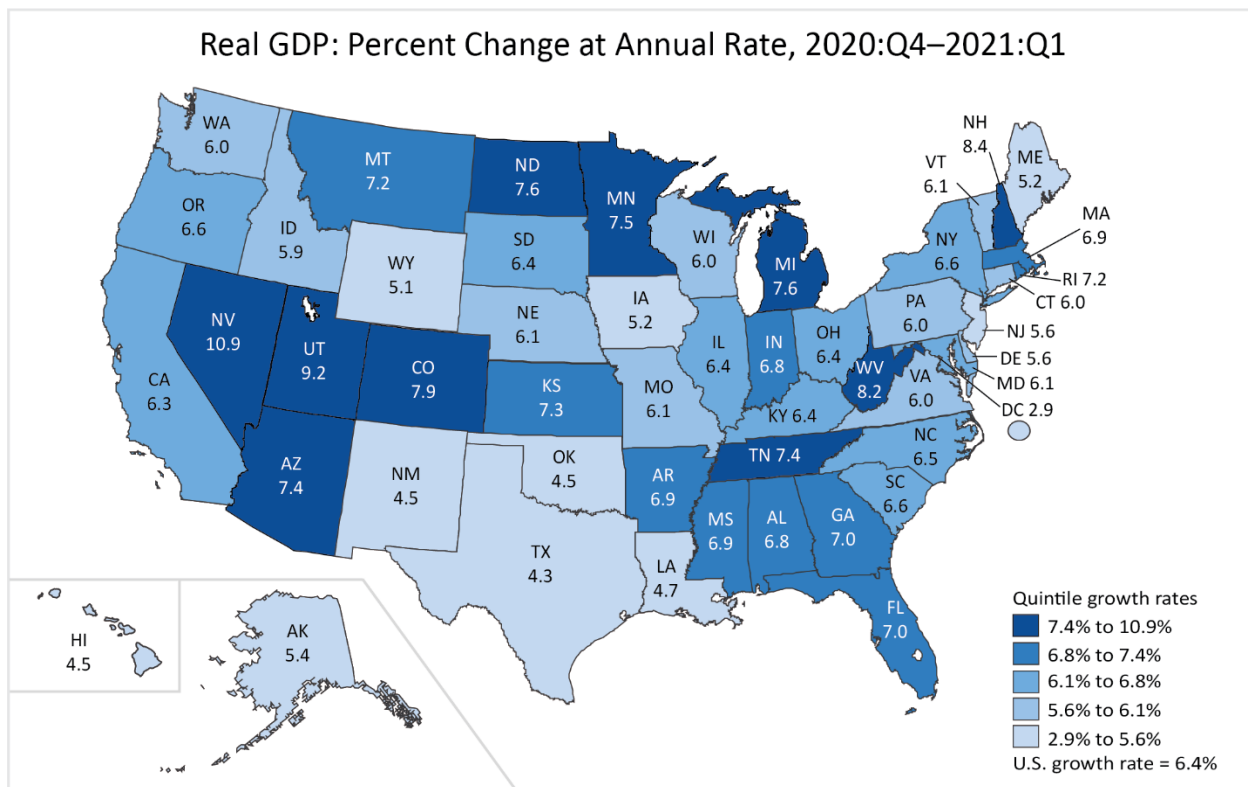 Real GDP: Percent Change at Annual Rate, 2020:Q4–2021:Q1
WA
6.0
MT
7.2
ND
7.6
MN
7.5
OR
6.6
ID
5.9
WY
5.1
SD
6.4
WI
6.0
MI
7.6
NH
8.4
VT
6.1
ME
5.2
MA
6.9
NY
6.6
RI 7.2
CT 6.0
PA
6.0
NJ 5.6
DE 5.6
MD 6.1
DC 2.9
NV
10.9
UT
9.2
CO
7.9
NE
6.1
IA
5.2
IL
6.4
IN
6.8
OH
6.4
WV
8.2
VA
6.0
CA
6.3
KS
7.3
MO
6.1
KY 6.4
NC
6.5
AZ
7.4
NM
4.5
OK
4.5
AR
6.9
TN 7.4
SC
6.6
TX
4.3
LA
4.7
MS
6.9
AL
6.8
GA
7.0
FL
7.0
HI
4.5
AK
5.4
Quintile growth rates
7.4% to 10.9%
6.8% to 7.4%
6.1% to 6.8%
5.6% to 6.1%
2.9% to 5.6%
U.S. growth rate = 6.4%